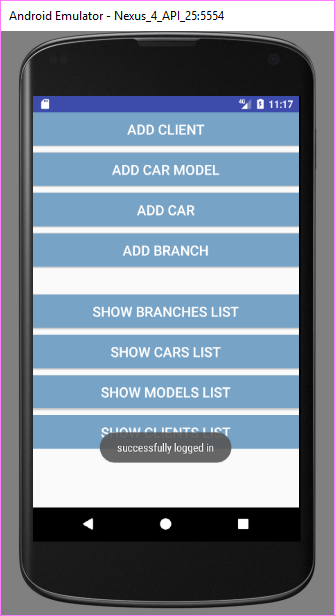 Android Emulator - Nexus_4_API_25:5554
4G 11:17
ADD CLIENT
ADD CAR MODEL
ADD CAR
ADD BRANCH
SHOW BRANCHES LIST
SHOW CARS LIST
SHOW MODELS LIST
SHOW CLIENTS LIST
successfully logged in